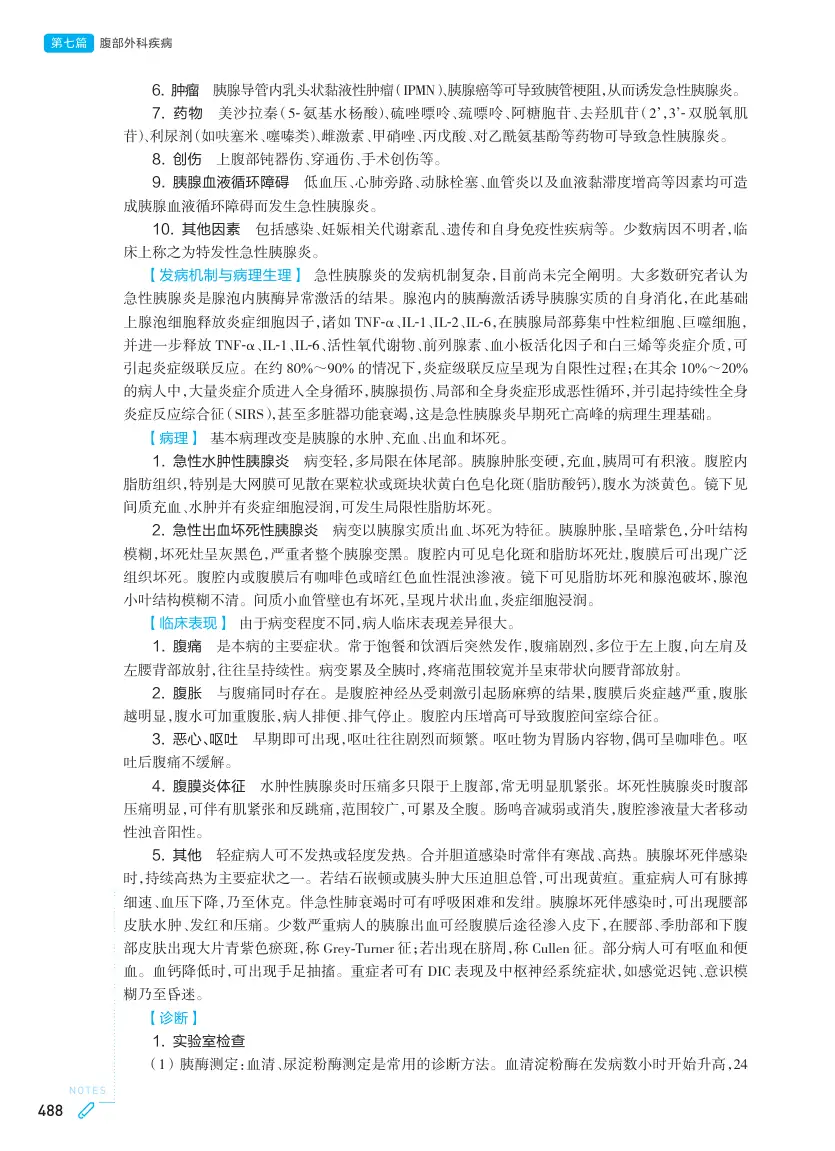 第七篇 腹部外科疾病
6. 肿瘤 胰腺导管内乳头状黏液性肿瘤(IPMN)、胰腺癌等可导致胰管梗阻,从而诱发急性胰腺炎。
7. 药物 美沙拉秦(5-氨基水杨酸)、硫唑嘌呤、巯嘌呤、阿糖胞苷、去羟肌苷(2’,3’-双脱氧肌
苷)、利尿剂(如呋塞米、噻嗪类)、雌激素、甲硝唑、丙戊酸、对乙酰氨基酚等药物可导致急性胰腺炎。
8. 创伤 上腹部钝器伤、穿通伤、手术创伤等。
9. 胰腺血液循环障碍 低血压、心肺旁路、动脉栓塞、血管炎以及血液黏滞度增高等因素均可造
成胰腺血液循环障碍而发生急性胰腺炎。
10. 其他因素 包括感染、妊娠相关代谢紊乱、遗传和自身免疫性疾病等。少数病因不明者,临
床上称之为特发性急性胰腺炎。
【发病机制与病理生理】 急性胰腺炎的发病机制复杂,目前尚未完全阐明。大多数研究者认为
急性胰腺炎是腺泡内胰酶异常激活的结果。腺泡内的胰酶激活诱导胰腺实质的自身消化,在此基础
上腺泡细胞释放炎症细胞因子,诸如 TNF-α、IL-1、IL-2、IL-6,在胰腺局部募集中性粒细胞、巨噬细胞,
并进一步释放 TNF-α、IL-1、IL-6、活性氧代谢物、前列腺素、血小板活化因子和白三烯等炎症介质,可
引起炎症级联反应。在约 80%~90% 的情况下,炎症级联反应呈现为自限性过程;在其余 10%~20%
的病人中,大量炎症介质进入全身循环,胰腺损伤、局部和全身炎症形成恶性循环,并引起持续性全身
炎症反应综合征(SIRS),甚至多脏器功能衰竭,这是急性胰腺炎早期死亡高峰的病理生理基础。
【病理】 基本病理改变是胰腺的水肿、充血、出血和坏死。
1. 急性水肿性胰腺炎 病变轻,多局限在体尾部。胰腺肿胀变硬,充血,胰周可有积液。腹腔内
脂肪组织,特别是大网膜可见散在粟粒状或斑块状黄白色皂化斑(脂肪酸钙),腹水为淡黄色。镜下见
间质充血、水肿并有炎症细胞浸润,可发生局限性脂肪坏死。
2. 急性出血坏死性胰腺炎 病变以胰腺实质出血、坏死为特征。胰腺肿胀,呈暗紫色,分叶结构
模糊,坏死灶呈灰黑色,严重者整个胰腺变黑。腹腔内可见皂化斑和脂肪坏死灶,腹膜后可出现广泛
组织坏死。腹腔内或腹膜后有咖啡色或暗红色血性混浊渗液。镜下可见脂肪坏死和腺泡破坏,腺泡
小叶结构模糊不清。间质小血管壁也有坏死,呈现片状出血,炎症细胞浸润。
【临床表现】 由于病变程度不同,病人临床表现差异很大。
1. 腹痛 是本病的主要症状。常于饱餐和饮酒后突然发作,腹痛剧烈,多位于左上腹,向左肩及
左腰背部放射,往往呈持续性。病变累及全胰时,疼痛范围较宽并呈束带状向腰背部放射。
2. 腹胀 与腹痛同时存在。是腹腔神经丛受刺激引起肠麻痹的结果,腹膜后炎症越严重,腹胀
越明显,腹水可加重腹胀,病人排便、排气停止。腹腔内压增高可导致腹腔间室综合征。
3. 恶心、呕吐 早期即可出现,呕吐往往剧烈而频繁。呕吐物为胃肠内容物,偶可呈咖啡色。呕
吐后腹痛不缓解。
4. 腹膜炎体征 水肿性胰腺炎时压痛多只限于上腹部,常无明显肌紧张。坏死性胰腺炎时腹部
压痛明显,可伴有肌紧张和反跳痛,范围较广,可累及全腹。肠鸣音减弱或消失,腹腔渗液量大者移动
性浊音阳性。
5. 其他 轻症病人可不发热或轻度发热。合并胆道感染时常伴有寒战、高热。胰腺坏死伴感染
时,持续高热为主要症状之一。若结石嵌顿或胰头肿大压迫胆总管,可出现黄疸。重症病人可有脉搏
细速、血压下降,乃至休克。伴急性肺衰竭时可有呼吸困难和发绀。胰腺坏死伴感染时,可出现腰部
皮肤水肿、发红和压痛。少数严重病人的胰腺出血可经腹膜后途径渗入皮下,在腰部、季肋部和下腹
部皮肤出现大片青紫色瘀斑,称 Grey-Turner 征;若出现在脐周,称 Cullen 征。部分病人可有呕血和便
血。血钙降低时,可出现手足抽搐。重症者可有 DIC 表现及中枢神经系统症状,如感觉迟钝、意识模
糊乃至昏迷。
【诊断】
1. 实验室检查
(1)胰酶测定:血清、尿淀粉酶测定是常用的诊断方法。血清淀粉酶在发病数小时开始升高,24
NOTES
488